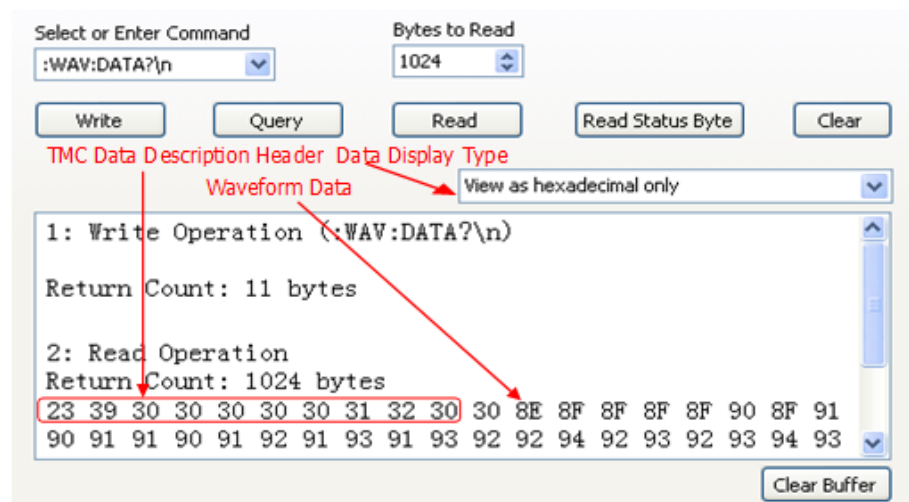 Select or Enter Command Bytes to Read
:WAV:DATA?\n 1024
Write Query Read Read Status Byte Clear
TMC Data Description Header Data Display Type
Waveform Data View as hexadecimal only
1: Write Operation (:WAV:DATA?\n)
Return Count: 11 bytes
2: Read Operation
Return Count: 1024 bytes
23 39 30 30 30 30 30 31 32 30 30 8E 8F 8F 8F 8F 90 8F 91
90 91 91 90 91 92 91 93 91 93 92 92 94 92 93 92 93 94 93
Clear Buffer